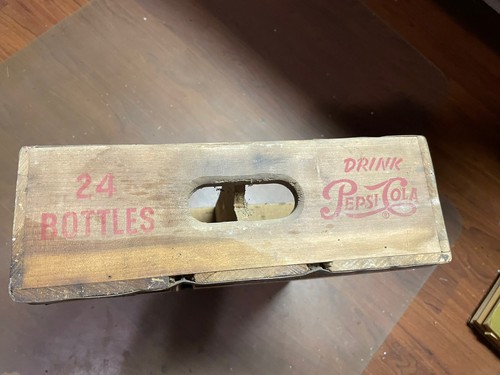 24
BOTTLES
DRINK
PEPSI-COLA